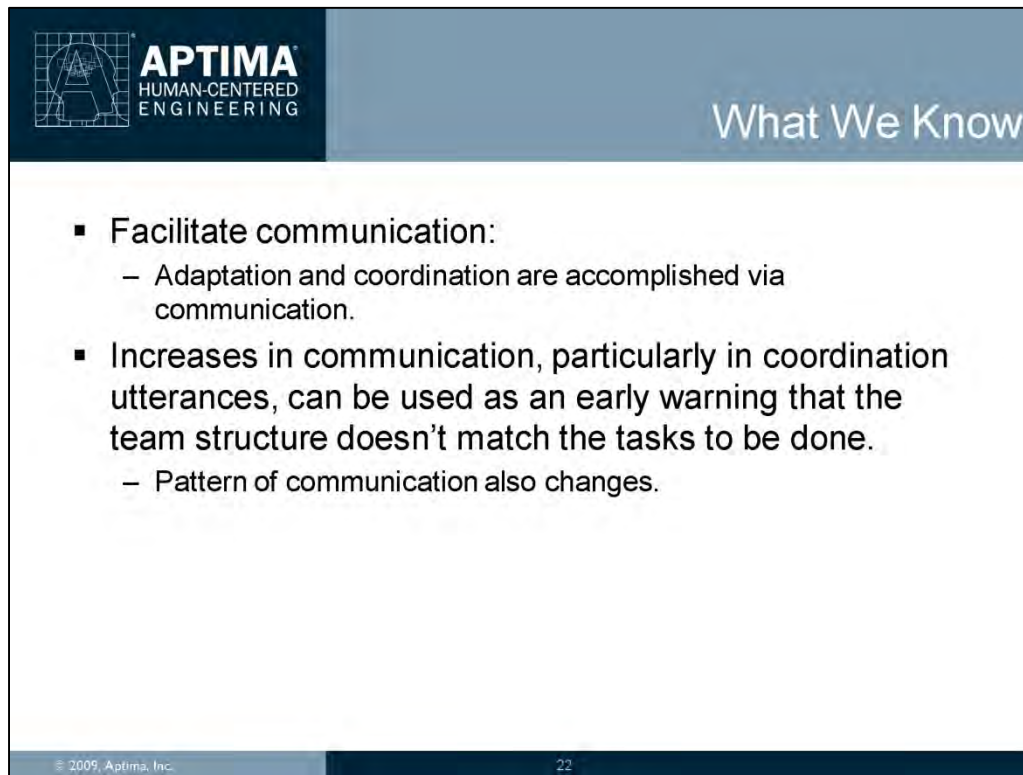 APTIMA®
HUMAN-CENTERED
ENGINEERING
What We Know
▪ Facilitate communication:
– Adaptation and coordination are accomplished via
communication.
▪ Increases in communication, particularly in coordination
utterances, can be used as an early warning that the
team structure doesn’t match the tasks to be done.
– Pattern of communication also changes.
© 2009, Aptima, Inc.
22